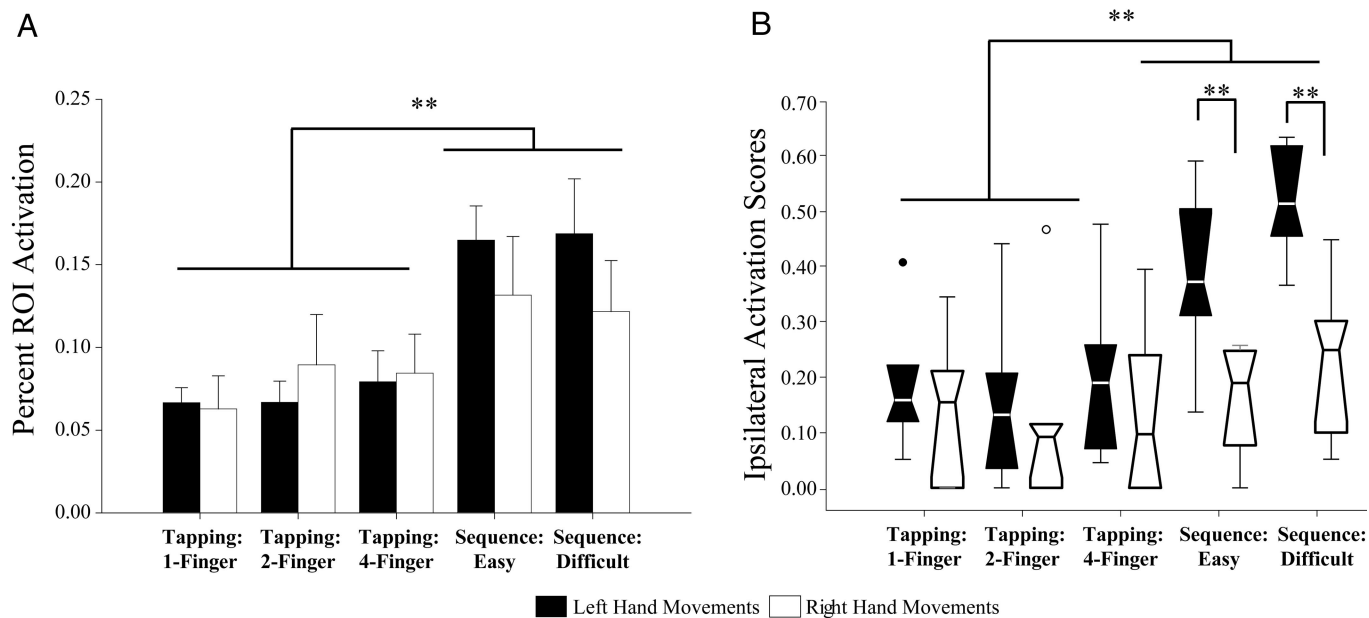 A
B
**
**
**
**
Percent ROI Activation
0.25
0.20
0.15
0.10
0.05
0.00
Tapping:
1-Finger
Tapping:
2-Finger
Tapping:
4-Finger
Sequence:
Easy
Sequence:
Difficult
Ipsilateral Activation Scores
0.70
0.60
0.50
0.40
0.30
0.20
0.10
0.00
Tapping:
1-Finger
Tapping:
2-Finger
Tapping:
4-Finger
Sequence:
Easy
Sequence:
Difficult
Left Hand Movements
Right Hand Movements